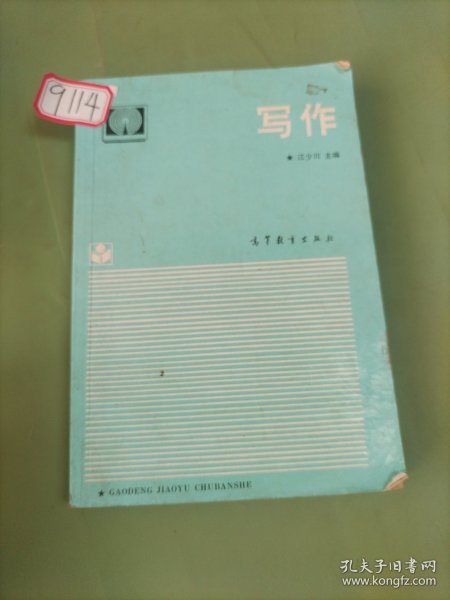 9114
写作
★ 汪少川 主编
高等教育出版社
★ GAODENG JIAOYU CHUBANSHE
孔夫子旧书网
www.kongfz.com